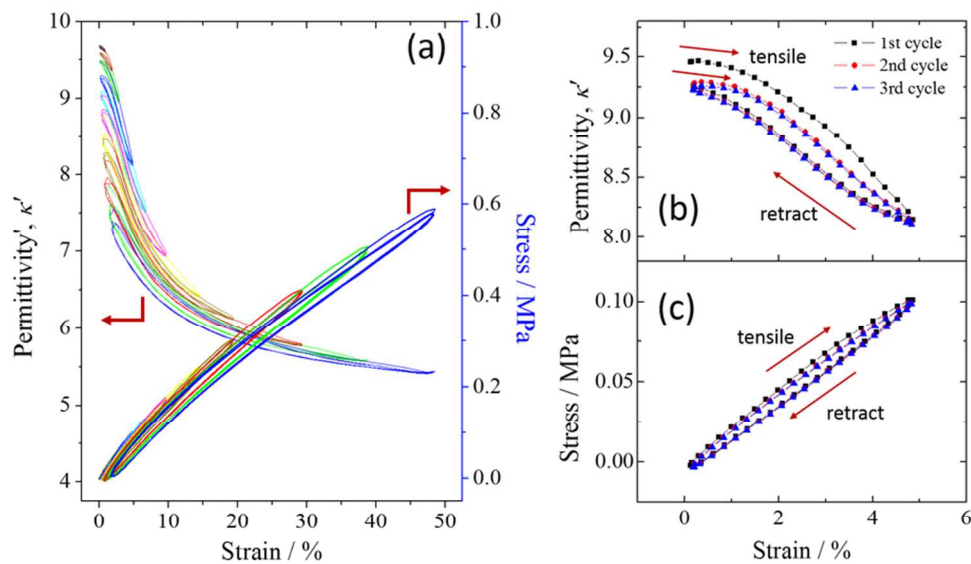 (a)
10
9
8
7
6
5
4
Permittivity', κ'
1.0
0.8
0.6
0.4
0.2
0.0
Stress / MPa
0 10 20 30 40 50
Strain / %
(b)
9.5
9.0
8.5
8.0
Permittivity, κ'
tensile
1st cycle
2nd cycle
3rd cycle
retract
(c)
0.10
0.05
0.00
Stress / MPa
tensile
retract
0 2 4 6
Strain / %